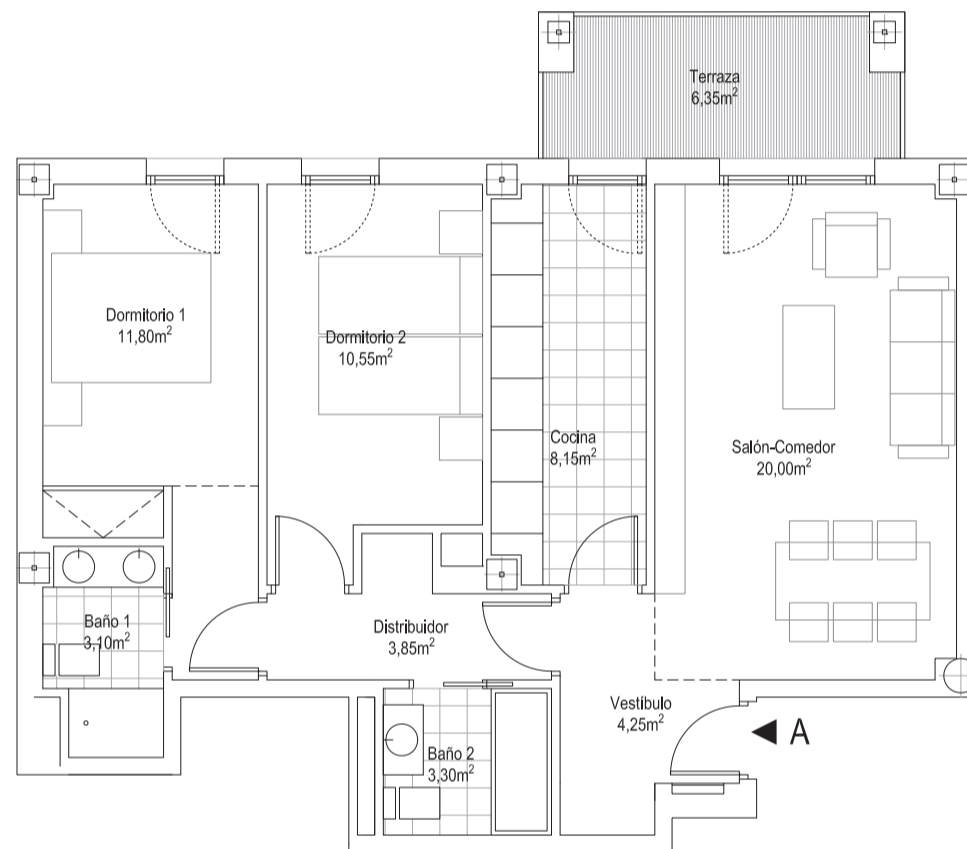 Terraza
6,35m²
Dormitorio 1
11,80m²
Dormitorio 2
10,55m²
Cocina
8,15m²
Salón-Comedor
20,00m²
Baño 1
3,10m²
Distribuidor
3,85m²
Vestíbulo
4,25m²
A
Baño 2
3,30m²